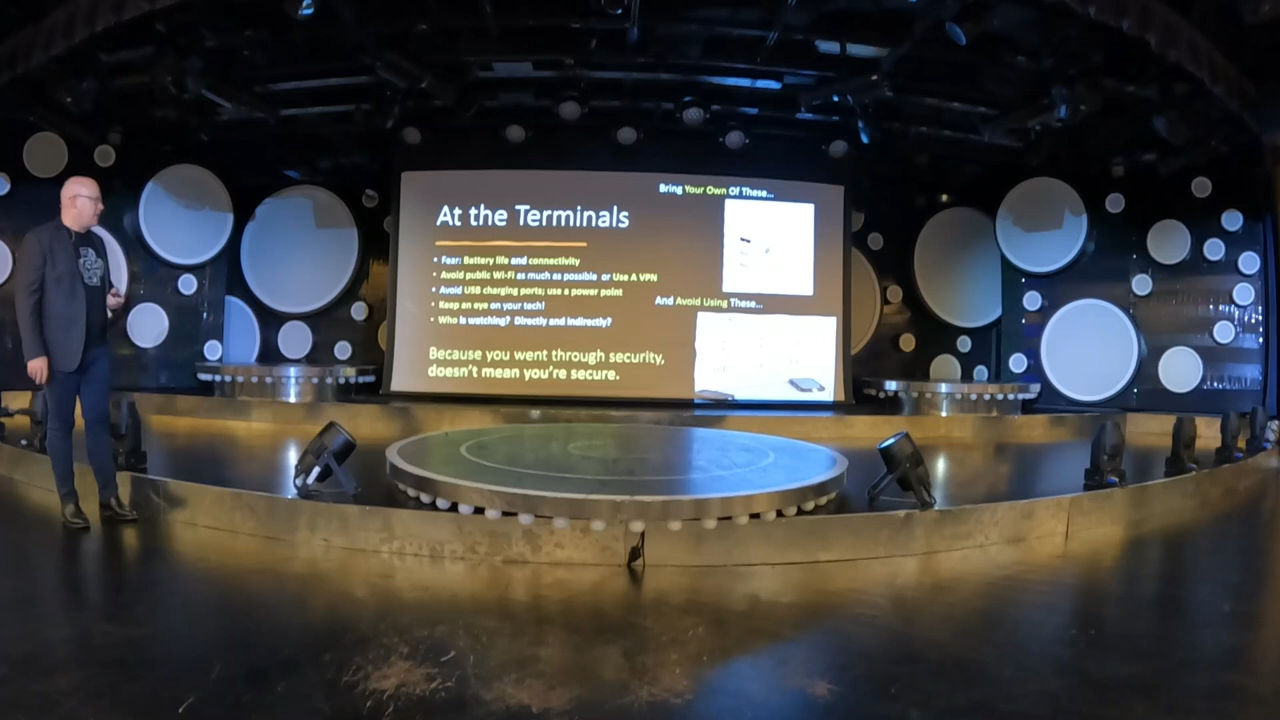 At the Terminals
• Fear: Battery life and connectivity
• Avoid public Wi-Fi as much as possible or Use A VPN
• Avoid USB charging ports; use a power point
• Keep an eye on your tech!
• Who is watching? Directly and Indirectly?
Because you went through security,
doesn't mean you're secure.
Bring Your Own Of These...
And Avoid Using These...